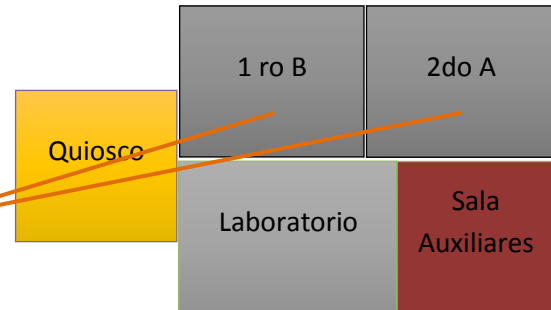 1 ro B
2do A
Quiosco
Laboratorio
Sala
Auxiliares